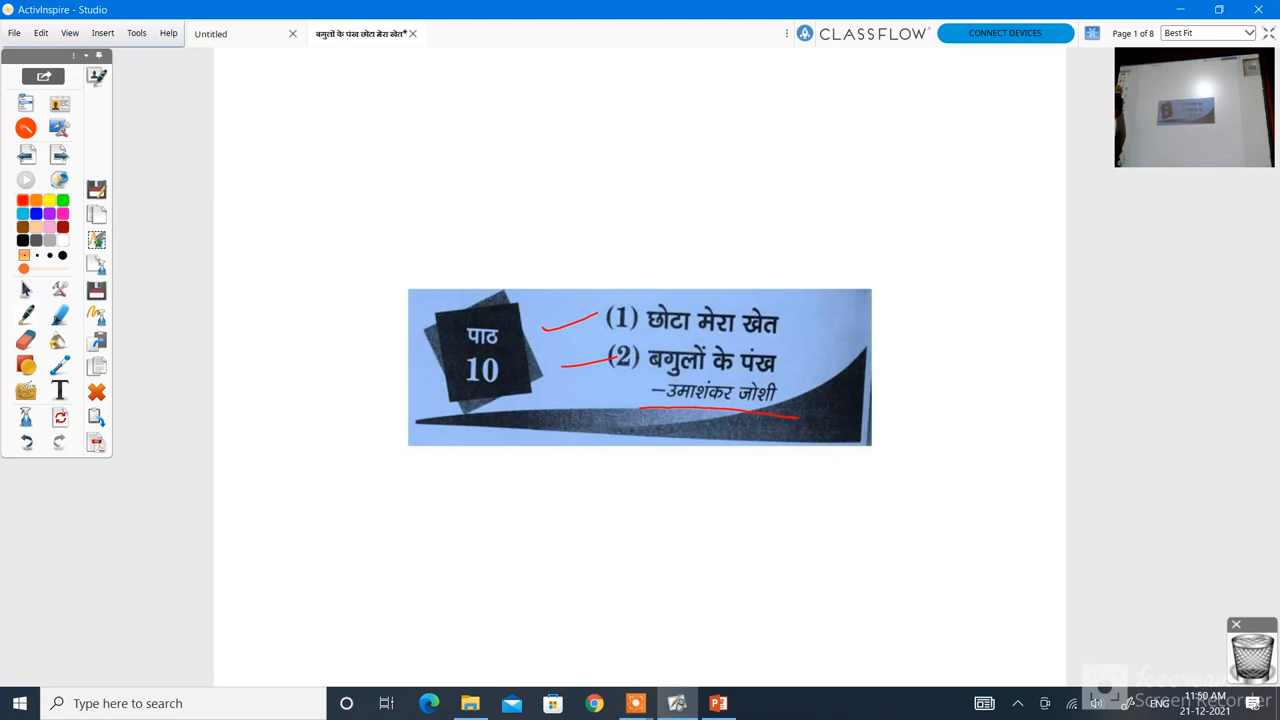 ActivInspire - Studio
File Edit View Insert Tools Help
Untitled
बगुलों के पंख छोटा मेरा खेत*
CLASSFLOW
CONNECT DEVICES
Page 1 of 8
Best Fit
पाठ
10
(1) छोटा मेरा खेत
(2) बगुलों के पंख
–उमाशंकर जोशी
Screen Recorder
Type here to search
ENG
11:50 AM
21-12-2021